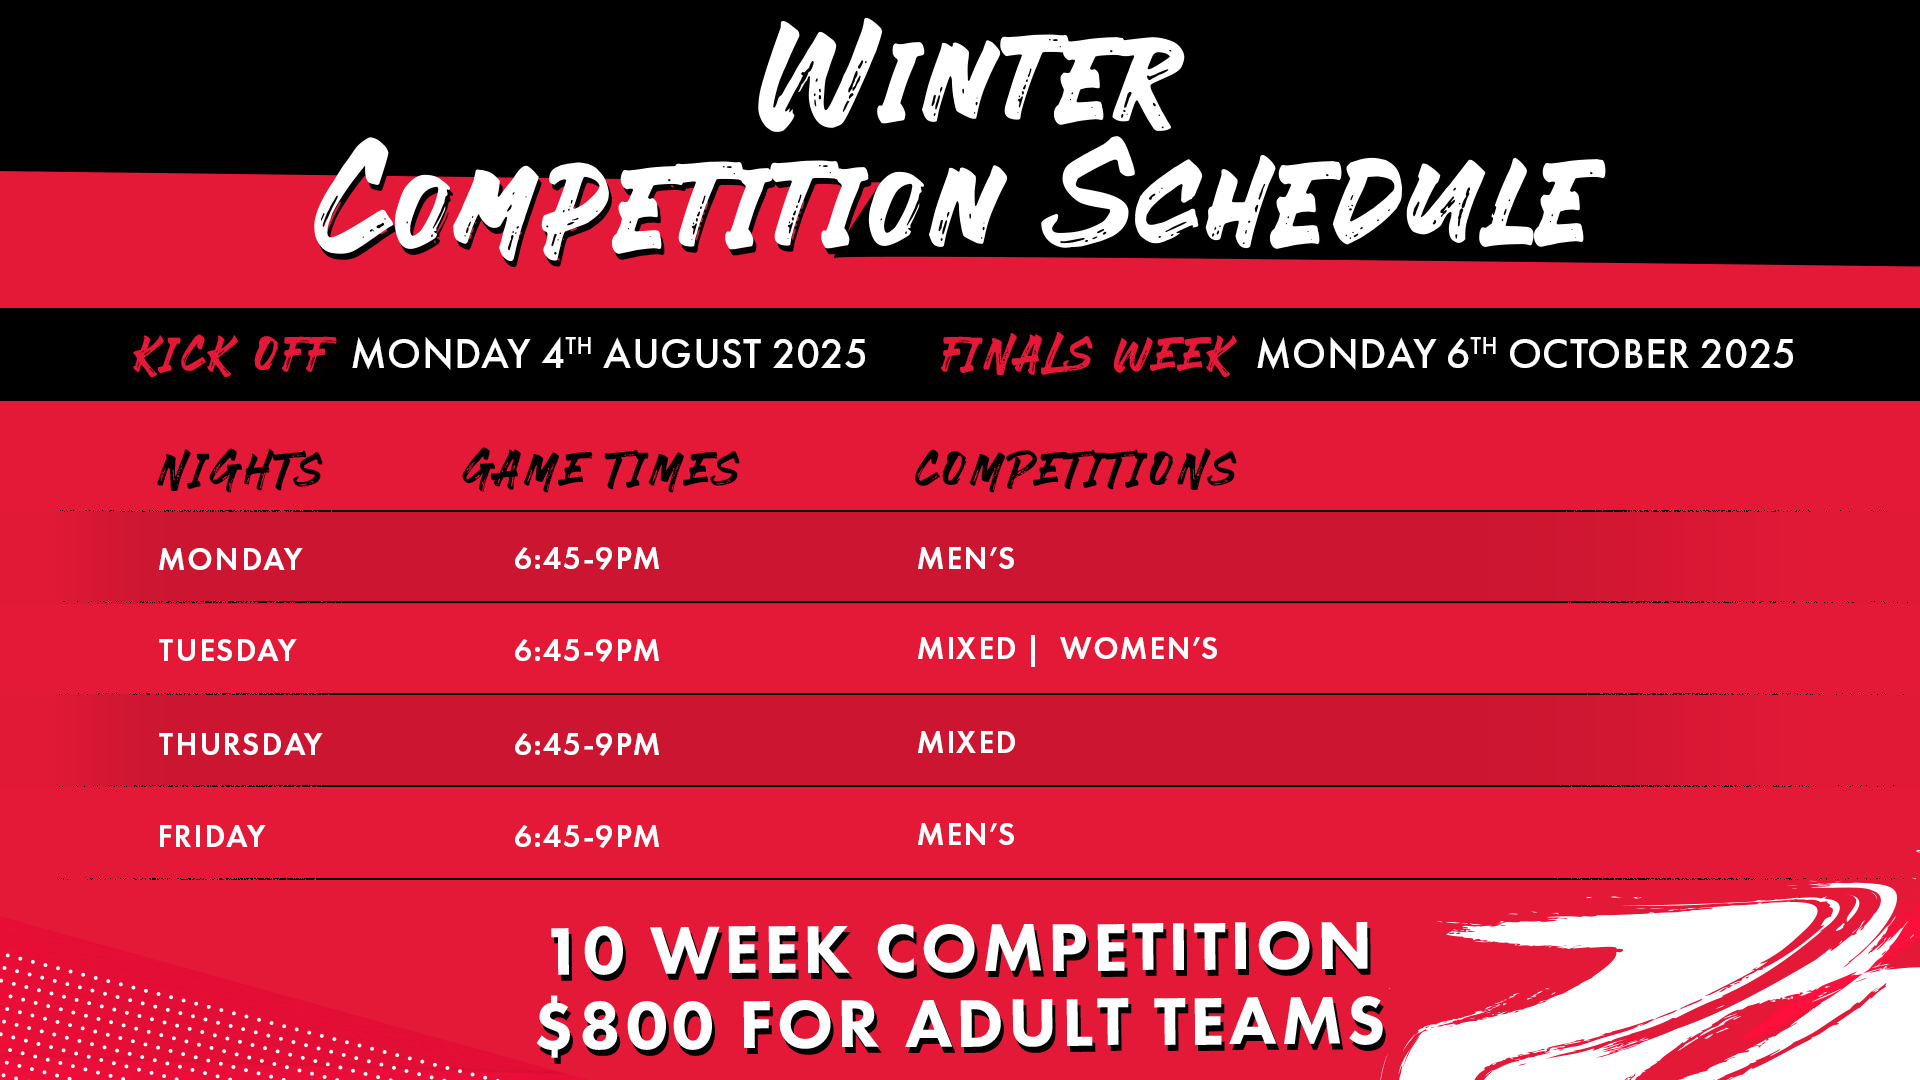 WINTER
COMPETITION SCHEDULE
KICK OFF MONDAY 4TH AUGUST 2025 FINALS WEEK MONDAY 6TH OCTOBER 2025
NIGHTS GAME TIMES COMPETITIONS
MONDAY 6:45-9PM MEN’S
TUESDAY 6:45-9PM MIXED | WOMEN’S
THURSDAY 6:45-9PM MIXED
FRIDAY 6:45-9PM MEN’S
10 WEEK COMPETITION
$800 FOR ADULT TEAMS